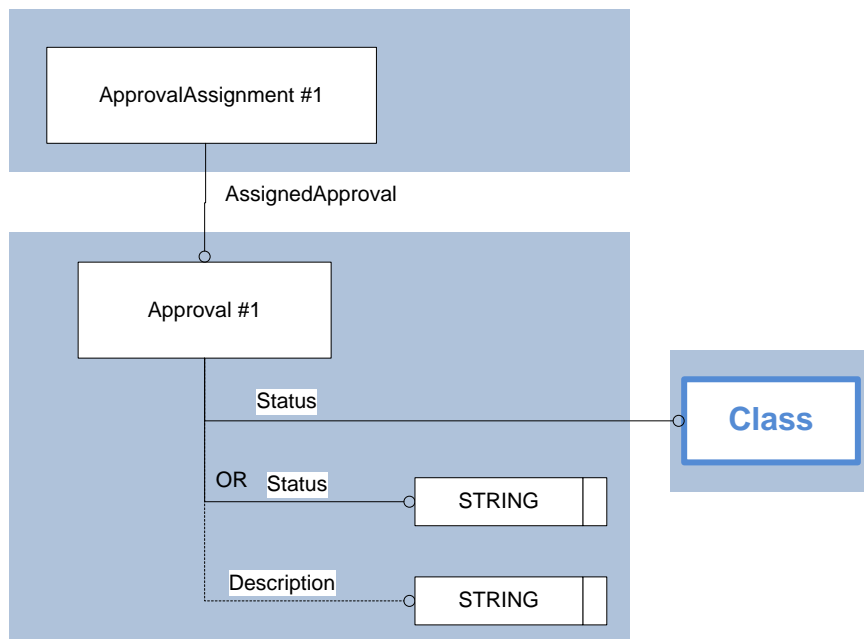 ApprovalAssignment #1
AssignedApproval
Approval #1
Status
Class
OR
Status
STRING
Description
STRING